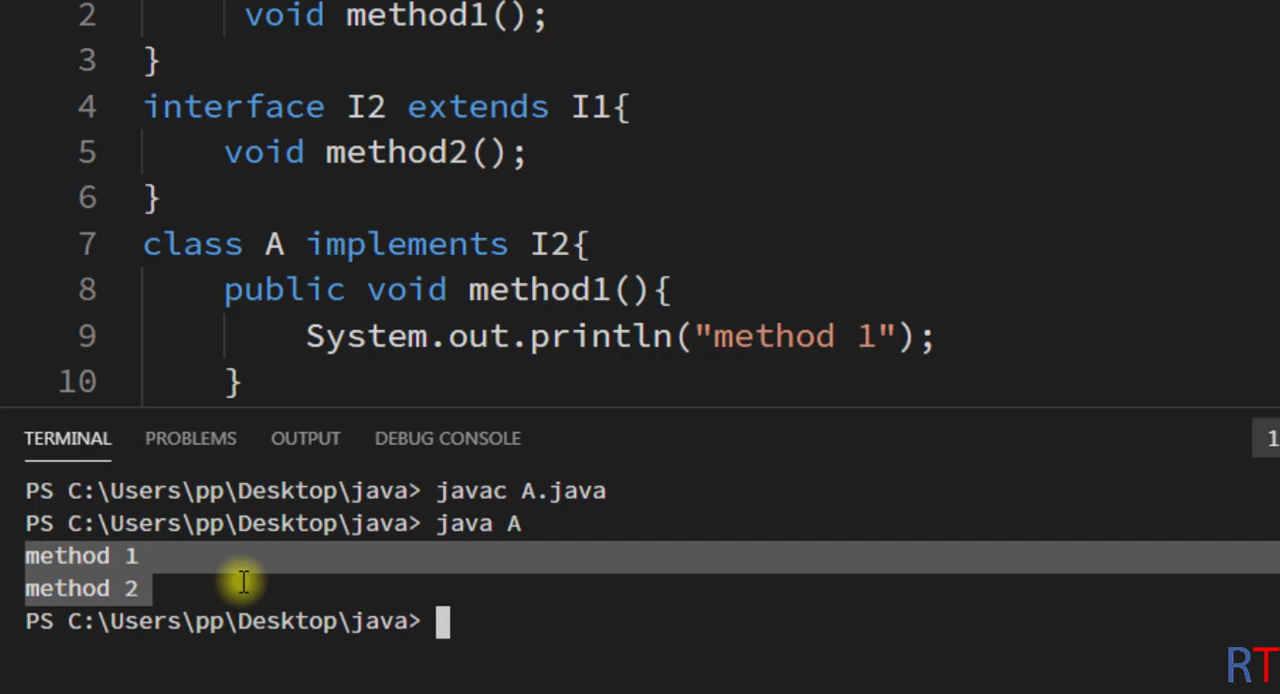 2 void method1();
3 }
4 interface I2 extends I1{
5 void method2();
6 }
7 class A implements I2{
8 public void method1(){
9 System.out.println("method 1");
10 }
TERMINAL PROBLEMS OUTPUT DEBUG CONSOLE 1
PS C:\Users\pp\Desktop\java> javac A.java
PS C:\Users\pp\Desktop\java> java A
method 1
method 2
PS C:\Users\pp\Desktop\java>
RT